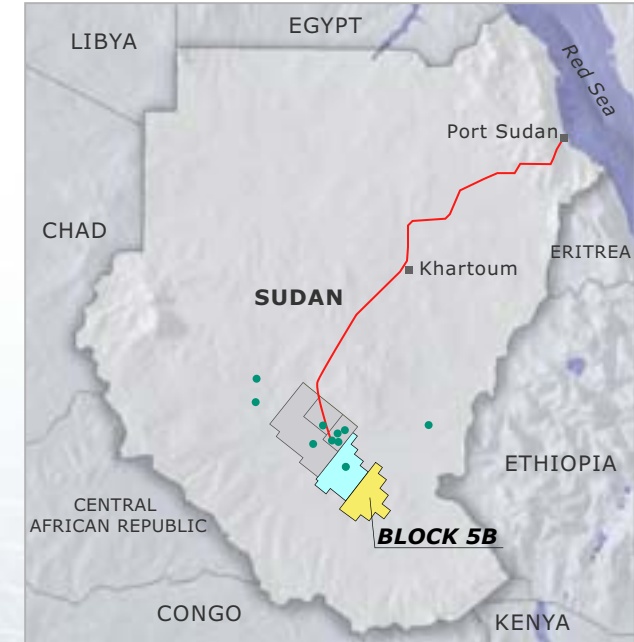 EGYPT
LIBYA
Red Sea
Port Sudan
CHAD
ERITREA
Khartoum
SUDAN
ETHIOPIA
CENTRAL
AFRICAN REPUBLIC
BLOCK 5B
CONGO
KENYA